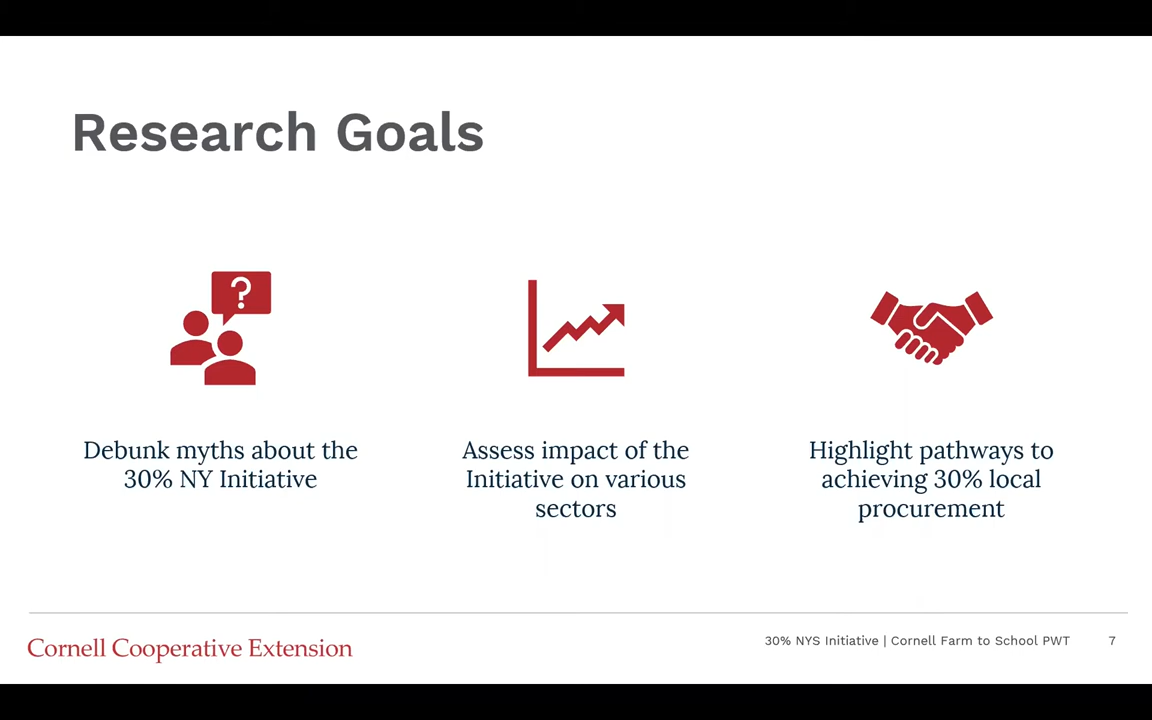 Research Goals
?
Debunk myths about the
30% NY Initiative
Assess impact of the
Initiative on various
sectors
Highlight pathways to
achieving 30% local
procurement
Cornell Cooperative Extension
30% NYS Initiative | Cornell Farm to School PWT
7